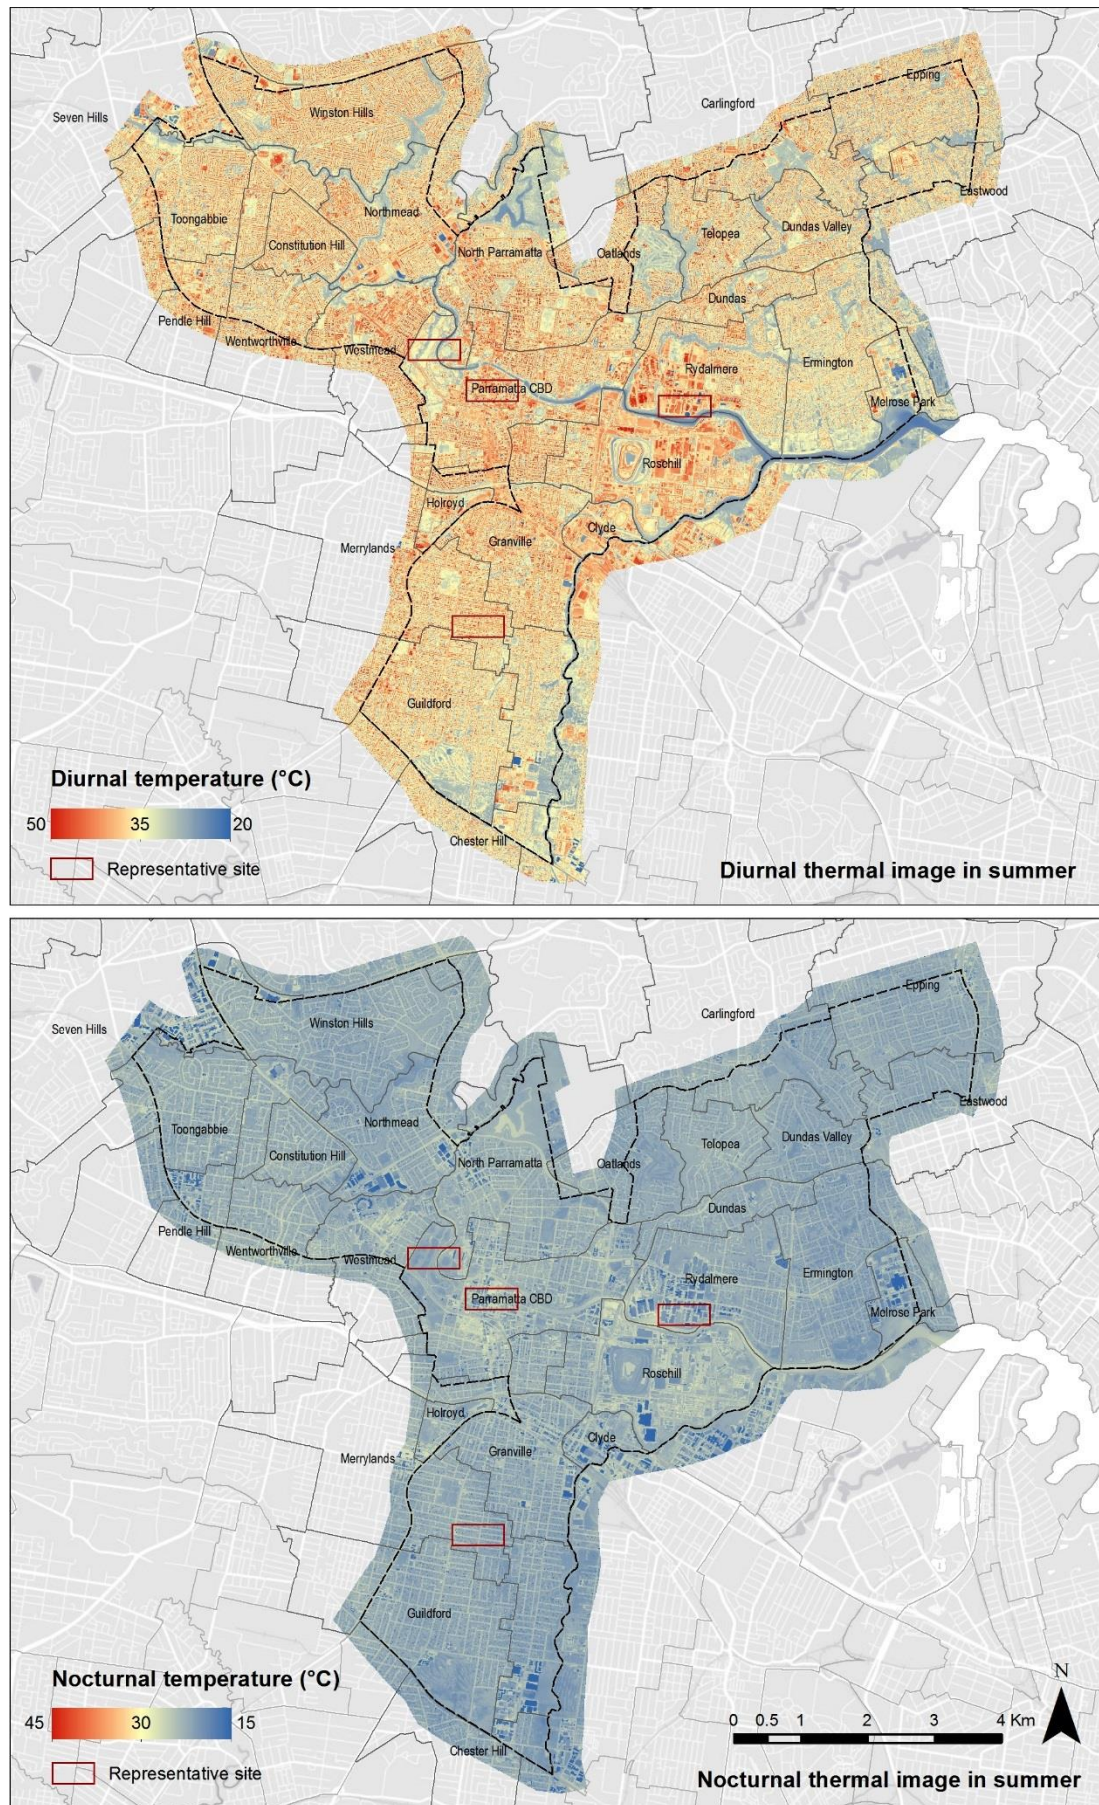 Epping
Carlingford
Seven Hills
Winston Hills
Eastwood
Toongabbie
Northmead
Telopea
Dundas Valley
Constitution Hill
North Parramatta
Oatlands
Dundas
Pendle Hill
Wentworthville
Westmead
Rydalmere
Ermington
Parramatta CBD
Melrose Park
Rosehill
Holroyd
Clyde
Merrylands
Granville
Guildford
Diurnal temperature (°C)
50 35 20
Chester Hill
Representative site
Diurnal thermal image in summer
Epping
Carlingford
Seven Hills
Winston Hills
Eastwood
Toongabbie
Northmead
Telopea
Dundas Valley
Constitution Hill
North Parramatta
Oatlands
Dundas
Pendle Hill
Wentworthville
Westmead
Rydalmere
Ermington
Parramatta CBD
Melrose Park
Rosehill
Holroyd
Clyde
Merrylands
Granville
Guildford
N
Nocturnal temperature (°C)
45 30 15
0 0.5 1 2 3 4 Km
Chester Hill
Representative site
Nocturnal thermal image in summer